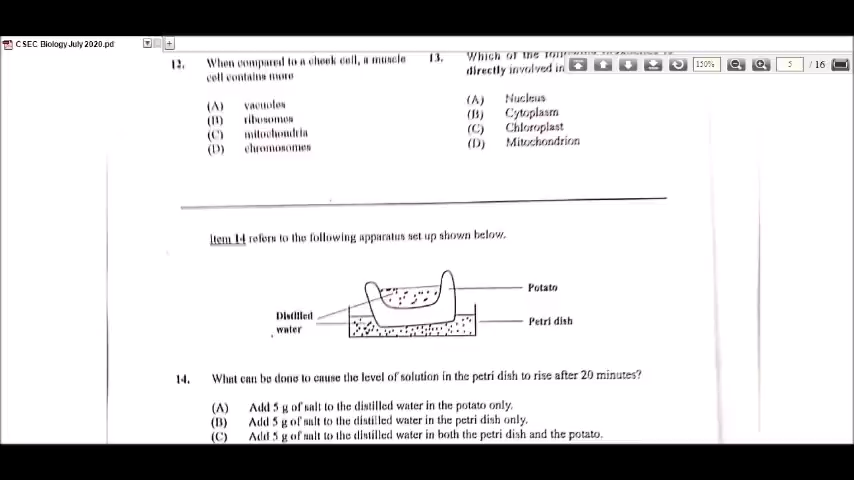 CSEC Biology July 2020.pd
150%
5 / 16
12. When compared to a cheek cell, a muscle
cell contains more
(A) vacuoles
(B) ribosomes
(C) mitochondria
(D) chromosomes
13. Which of the
directly involved in
(A) Nucleus
(B) Cytoplasm
(C) Chloroplast
(D) Mitochondrion
Item 14 refers to the following apparatus set up shown below.
Potato
Distilled
water
Petri dish
14. What can be done to cause the level of solution in the petri dish to rise after 20 minutes?
(A) Add 5 g of salt to the distilled water in the potato only.
(B) Add 5 g of salt to the distilled water in the petri dish only.
(C) Add 5 g of salt to the distilled water in both the petri dish and the potato.